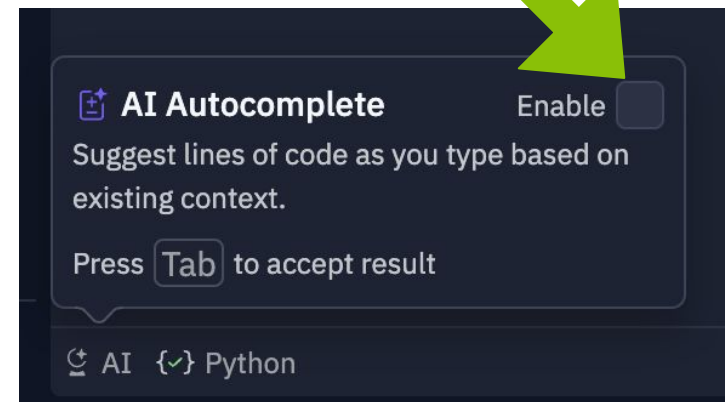 AI Autocomplete Enable
Suggest lines of code as you type based on
existing context.
Press Tab to accept result
AI {✓} Python